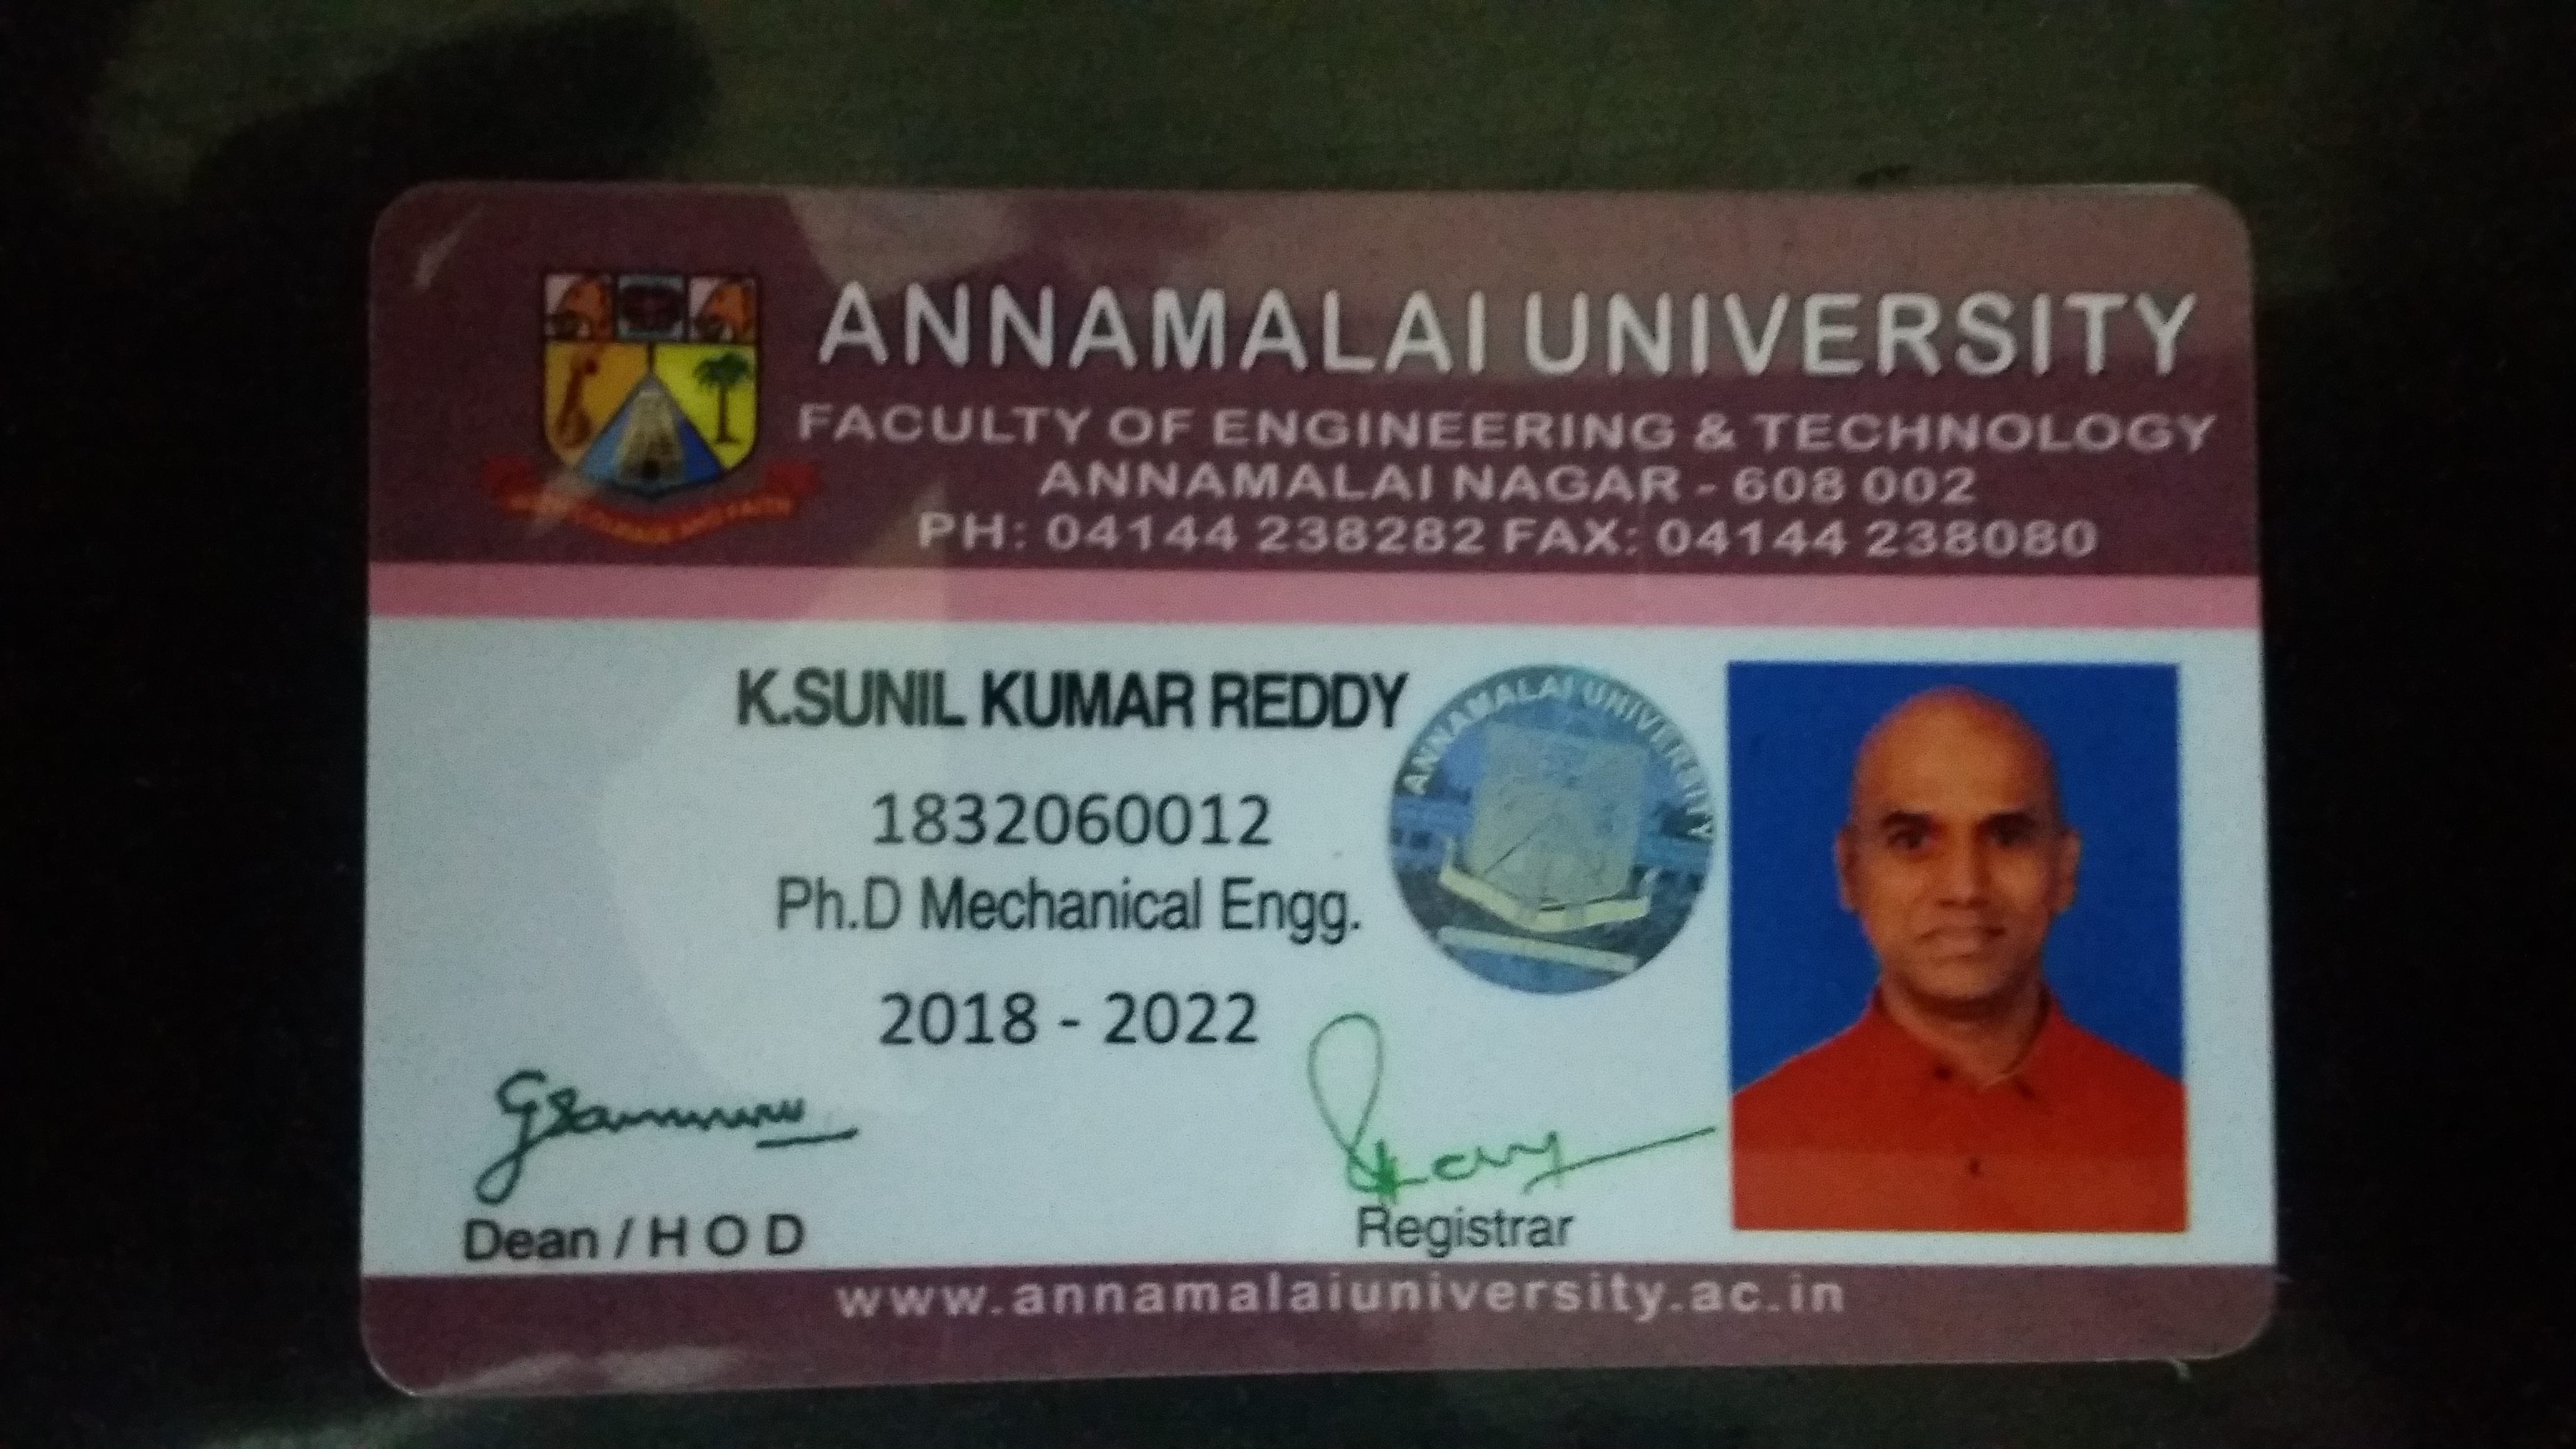 ANNAMALAI UNIVERSITY
FACULTY OF ENGINEERING & TECHNOLOGY
ANNAMALAI NAGAR - 608 002
PH: 04144 238282 FAX: 04144 238080
K.SUNIL KUMAR REDDY
1832060012
Ph.D Mechanical Engg.
2018 - 2022
ANNAMALAI UNIVERSITY
Dean / H O D
Registrar
www.annamalaiuniversity.ac.in